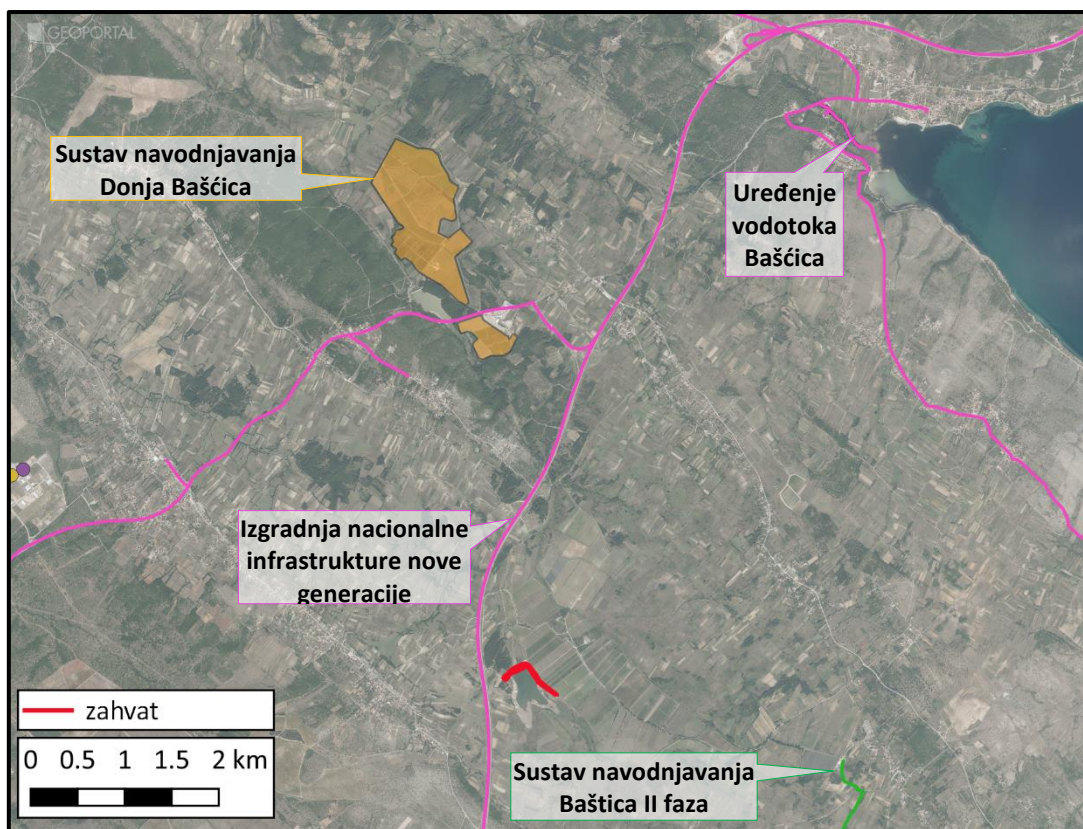 GEOPORTAL
Sustav navodnjavanja
Donja Bašćica
Uređenje
vodotoka
Bašćica
Izgradnja nacionalne
infrastrukture nove
generacije
Sustav navodnjavanja
Baštica II faza
zahvat
0 0.5 1 1.5 2 km